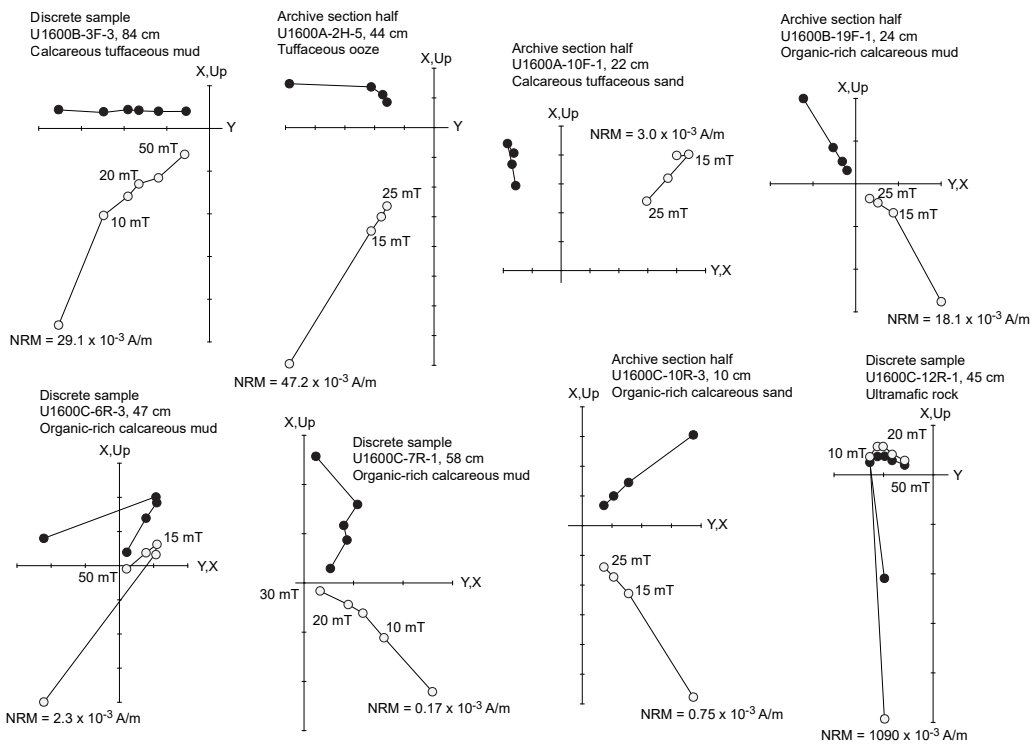 Discrete sample
U1600B-3F-3, 84 cm
Calcareous tuffaceous mud
X,Up
Y
50 mT
20 mT
10 mT
NRM = 29.1 x 10-3 A/m
Archive section half
U1600A-2H-5, 44 cm
Tuffaceous ooze
X,Up
Y
25 mT
15 mT
NRM = 47.2 x 10-3 A/m
Archive section half
U1600A-10F-1, 22 cm
Calcareous tuffaceous sand
X,Up
NRM = 3.0 x 10-3 A/m
15 mT
25 mT
Y,X
Archive section half
U1600B-19F-1, 24 cm
Organic-rich calcareous mud
X,Up
Y,X
25 mT
15 mT
NRM = 18.1 x 10-3 A/m
Discrete sample
U1600C-6R-3, 47 cm
Organic-rich calcareous mud
X,Up
15 mT
Y,X
50 mT
NRM = 2.3 x 10-3 A/m
Discrete sample
U1600C-7R-1, 58 cm
Organic-rich calcareous mud
X,Up
Y,X
30 mT
20 mT
10 mT
NRM = 0.17 x 10-3 A/m
Archive section half
U1600C-10R-3, 10 cm
Organic-rich calcareous sand
X,Up
Y,X
25 mT
15 mT
NRM = 0.75 x 10-3 A/m
Discrete sample
U1600C-12R-1, 45 cm
Ultramafic rock
X,Up
20 mT
10 mT
Y
50 mT
NRM = 1090 x 10-3 A/m